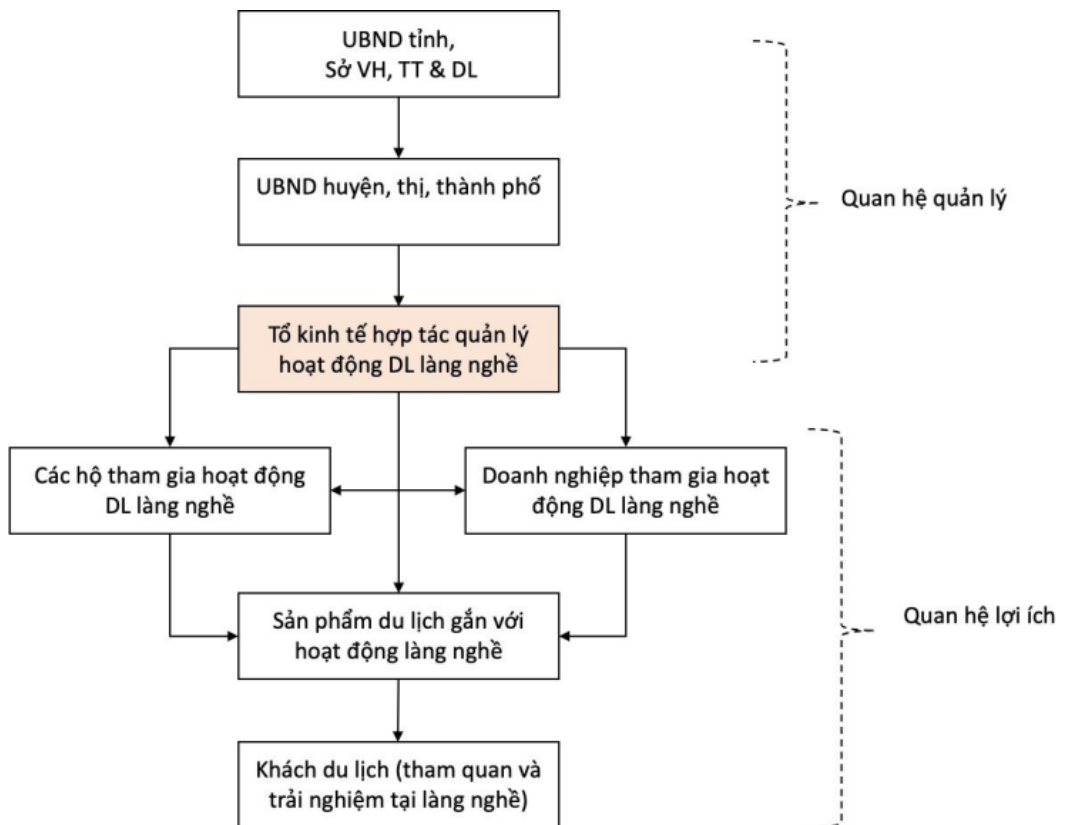 UBND tỉnh,
Sở VH, TT & DL
UBND huyện, thị, thành phố
Quan hệ quản lý
Tổ kinh tế hợp tác quản lý
hoạt động DL làng nghề
Các hộ tham gia hoạt động
DL làng nghề
Doanh nghiệp tham gia hoạt
động DL làng nghề
Sản phẩm du lịch gắn với
hoạt động làng nghề
Quan hệ lợi ích
Khách du lịch (tham quan và
trải nghiệm tại làng nghề)